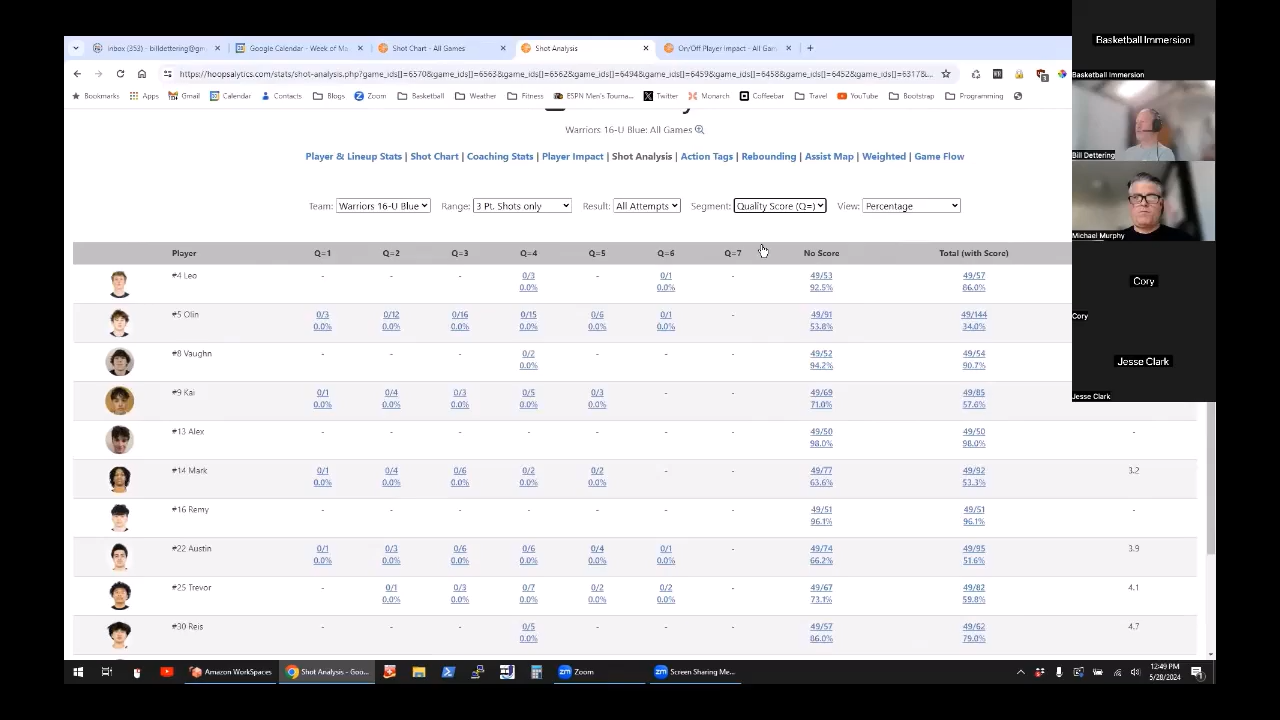 Basketball Immersion
Basketball Immersion
Inbox (353) - billdettering@gm
Google Calendar - Week of Ma
Shot Chart - All Games
Shot Analysis
On/Off Player Impact - All Gam
https://hoopsalytics.com/stats/shot-analysis.php?game_ids[]=6570&game_ids[]=6563&game_ids[]=6562&game_ids[]=6494&game_ids[]=6459&game_ids[]=6458&game_ids[]=6452&game_ids[]=6317&...
Bookmarks Apps Gmail Calendar Contacts Blogs Zoom Basketball Weather Fitness ESPN Men's Tourna... Twitter Monarch Coffeebar Travel YouTube Bootstrap Programming
Warriors 16-U Blue: All Games
Player & Lineup Stats | Shot Chart | Coaching Stats | Player Impact | Shot Analysis | Action Tags | Rebounding | Assist Map | Weighted | Game Flow
Bill Dettering
Team: Warriors 16-U Blue Range: 3 Pt. Shots only Result: All Attempts Segment: Quality Score (Q=) View: Percentage
Michael Murphy
Player Q=1 Q=2 Q=3 Q=4 Q=5 Q=6 Q=7 No Score Total (with Score)
#4 Leo - - - 0/3 - 0/1 - 49/53 49/57
0.0% 0.0% 92.5% 86.0%
Cory
Cory
#5 Olin 0/3 0/12 0/16 0/15 0/6 0/1 - 49/91 49/144
0.0% 0.0% 0.0% 0.0% 0.0% 0.0% 53.8% 34.0%
#8 Vaughn - - - 0/2 - - - 49/52 49/54
0.0% 94.2% 90.7%
Jesse Clark
Jesse Clark
#9 Kai 0/1 0/4 0/3 0/5 0/3 - - 49/69 49/85
0.0% 0.0% 0.0% 0.0% 0.0% 71.0% 57.6%
#13 Alex - - - - - - - 49/50 49/50 -
98.0% 98.0%
#14 Mark 0/1 0/4 0/6 0/2 0/2 - - 49/77 49/92 3.2
0.0% 0.0% 0.0% 0.0% 0.0% 63.6% 53.3%
#16 Remy - - - - - - - 49/51 49/51 -
96.1% 96.1%
#22 Austin 0/1 0/3 0/6 0/6 0/4 0/1 - 49/74 49/95 3.9
0.0% 0.0% 0.0% 0.0% 0.0% 0.0% 66.2% 51.6%
#25 Trevor - 0/1 0/3 0/7 0/2 0/2 - 49/67 49/82 4.1
0.0% 0.0% 0.0% 0.0% 0.0% 73.1% 59.8%
#30 Reis - - - 0/5 - - - 49/57 49/62 4.7
0.0% 86.0% 79.0%
Amazon WorkSpaces Shot Analysis - Goo... Zoom Screen Sharing Me... 12:49 PM
5/28/2024